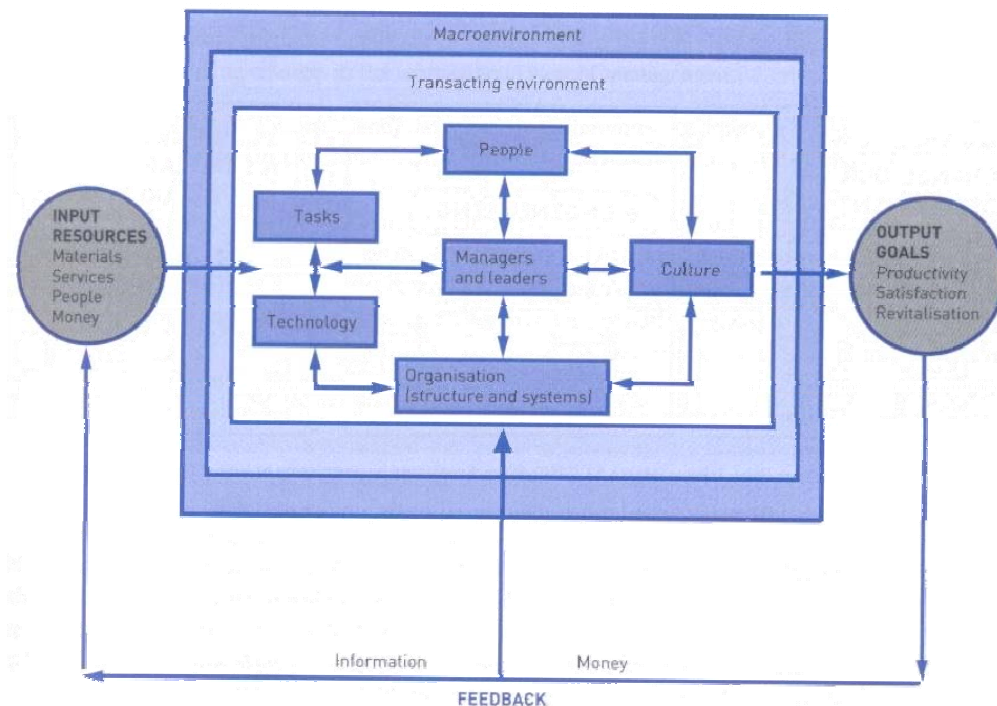 Macroenvironment
Transacting environment
People
Tasks
Managers
and leaders
Culture
Technology
Organisation
(structure and systems)
INPUT
RESOURCES
Materials
Services
People
Money
OUTPUT
GOALS
Productivity
Satisfaction
Revitalisation
Information
Money
FEEDBACK